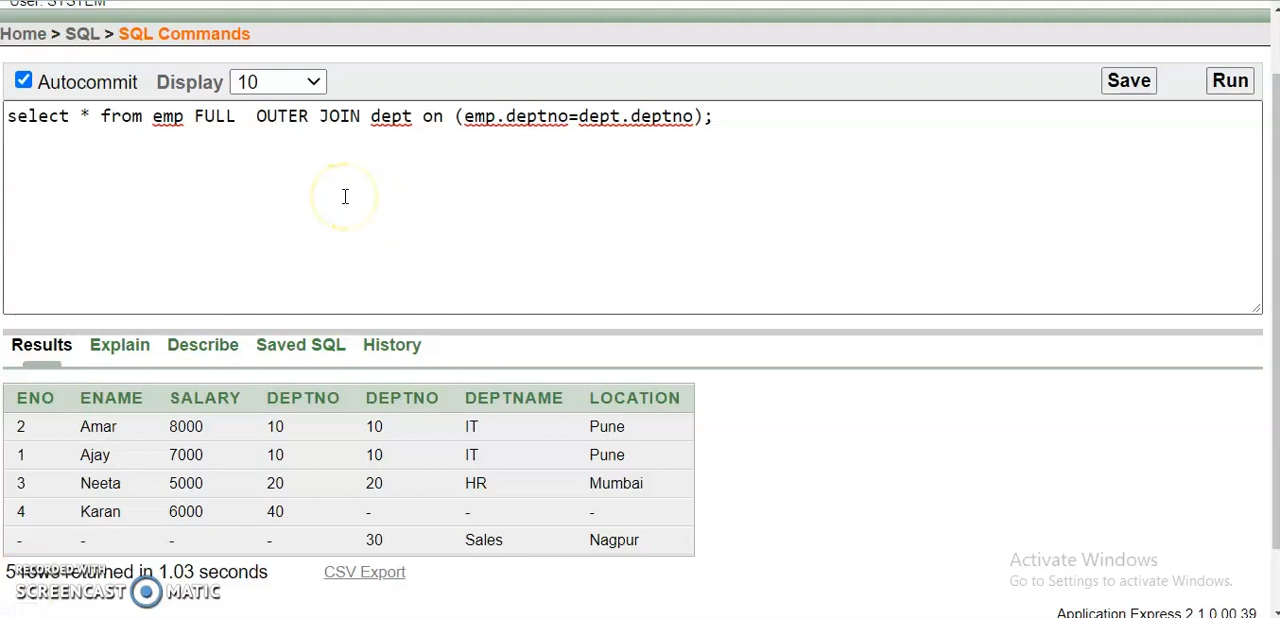 User: SYSTEM
Home > SQL > SQL Commands
Autocommit Display 10 Save Run
select * from emp FULL  OUTER JOIN dept on (emp.deptno=dept.deptno);
Results Explain Describe Saved SQL History
ENO ENAME SALARY DEPTNO DEPTNO DEPTNAME LOCATION
2 Amar 8000 10 10 IT Pune
1 Ajay 7000 10 10 IT Pune
3 Neeta 5000 20 20 HR Mumbai
4 Karan 6000 40 - - -
- - - - 30 Sales Nagpur
5 rows returned in 1.03 seconds CSV Export
RECORDED WITH
SCREENCAST MATIC
Activate Windows
Go to Settings to activate Windows.
Application Express 2.1.0.00.39